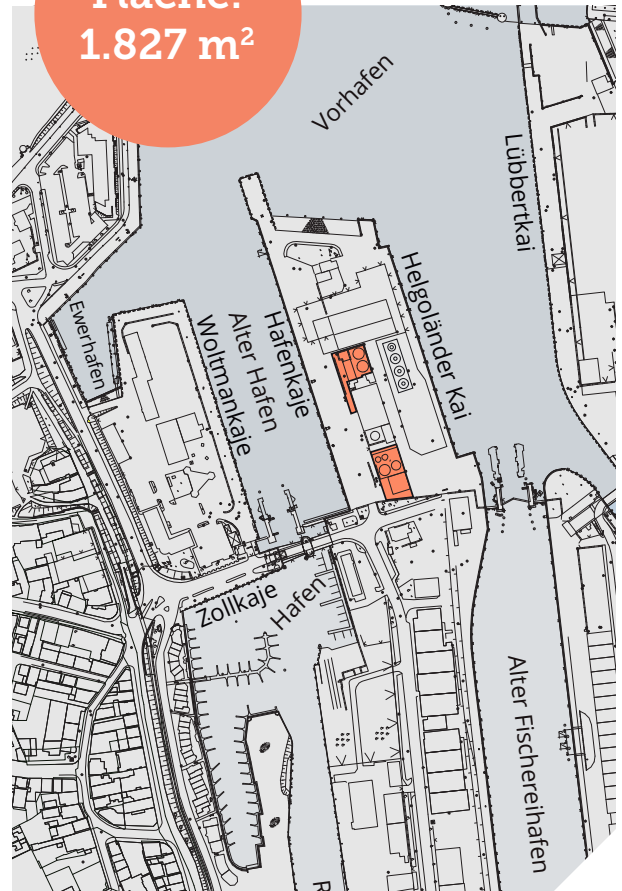 Fläche:
1.827 m²
Vorhafen
Lübbertkai
Helgoländer Kai
Hafenkaje
Alter Hafen
Woltmankaje
Ewerhafen
Zollkaje
Hafen
Alter Fischereihafen